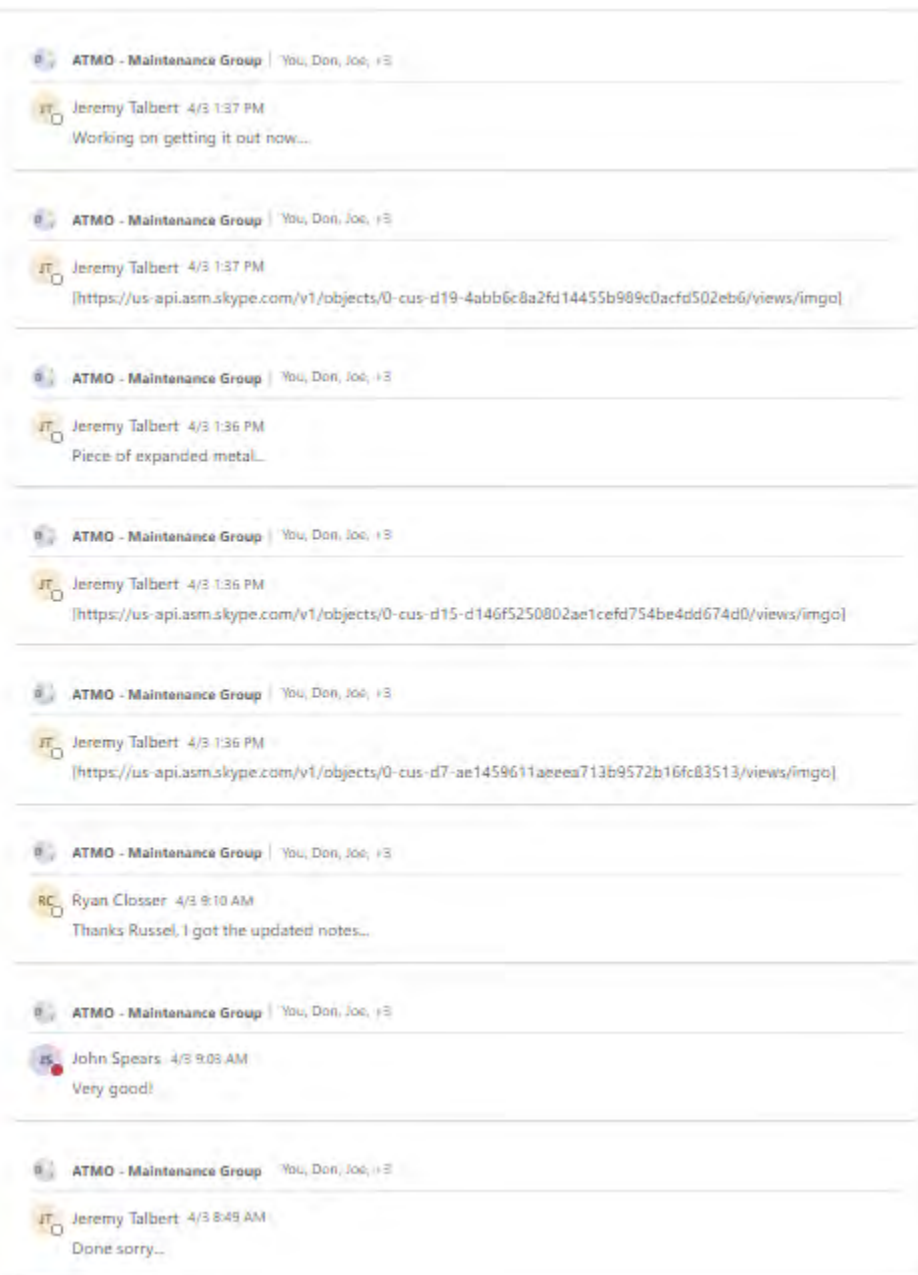 ATMO - Maintenance Group | You, Don, Joe, +3
JT Jeremy Talbert 4/3 1:37 PM
Working on getting it out now...
ATMO - Maintenance Group | You, Don, Joe, +3
JT Jeremy Talbert 4/3 1:37 PM
[https://us-api.asm.skype.com/v1/objects/0-cus-d19-4abb6c8a2fd14455b989c0acfd502eb6/views/imgo]
ATMO - Maintenance Group | You, Don, Joe, +3
JT Jeremy Talbert 4/3 1:36 PM
Piece of expanded metal...
ATMO - Maintenance Group | You, Don, Joe, +3
JT Jeremy Talbert 4/3 1:36 PM
[https://us-api.asm.skype.com/v1/objects/0-cus-d15-d146f5250802ae1cefd754be4dd674d0/views/imgo]
ATMO - Maintenance Group | You, Don, Joe, +3
JT Jeremy Talbert 4/3 1:36 PM
[https://us-api.asm.skype.com/v1/objects/0-cus-d7-ae1459611aeeea713b9572b16fc83513/views/imgo]
ATMO - Maintenance Group | You, Don, Joe, +3
RC Ryan Closser 4/3 9:10 AM
Thanks Russel, I got the updated notes...
ATMO - Maintenance Group | You, Don, Joe, +3
JS John Spears 4/3 9:03 AM
Very good!
ATMO - Maintenance Group You, Don, Joe, +3
JT Jeremy Talbert 4/3 8:49 AM
Done sorry...